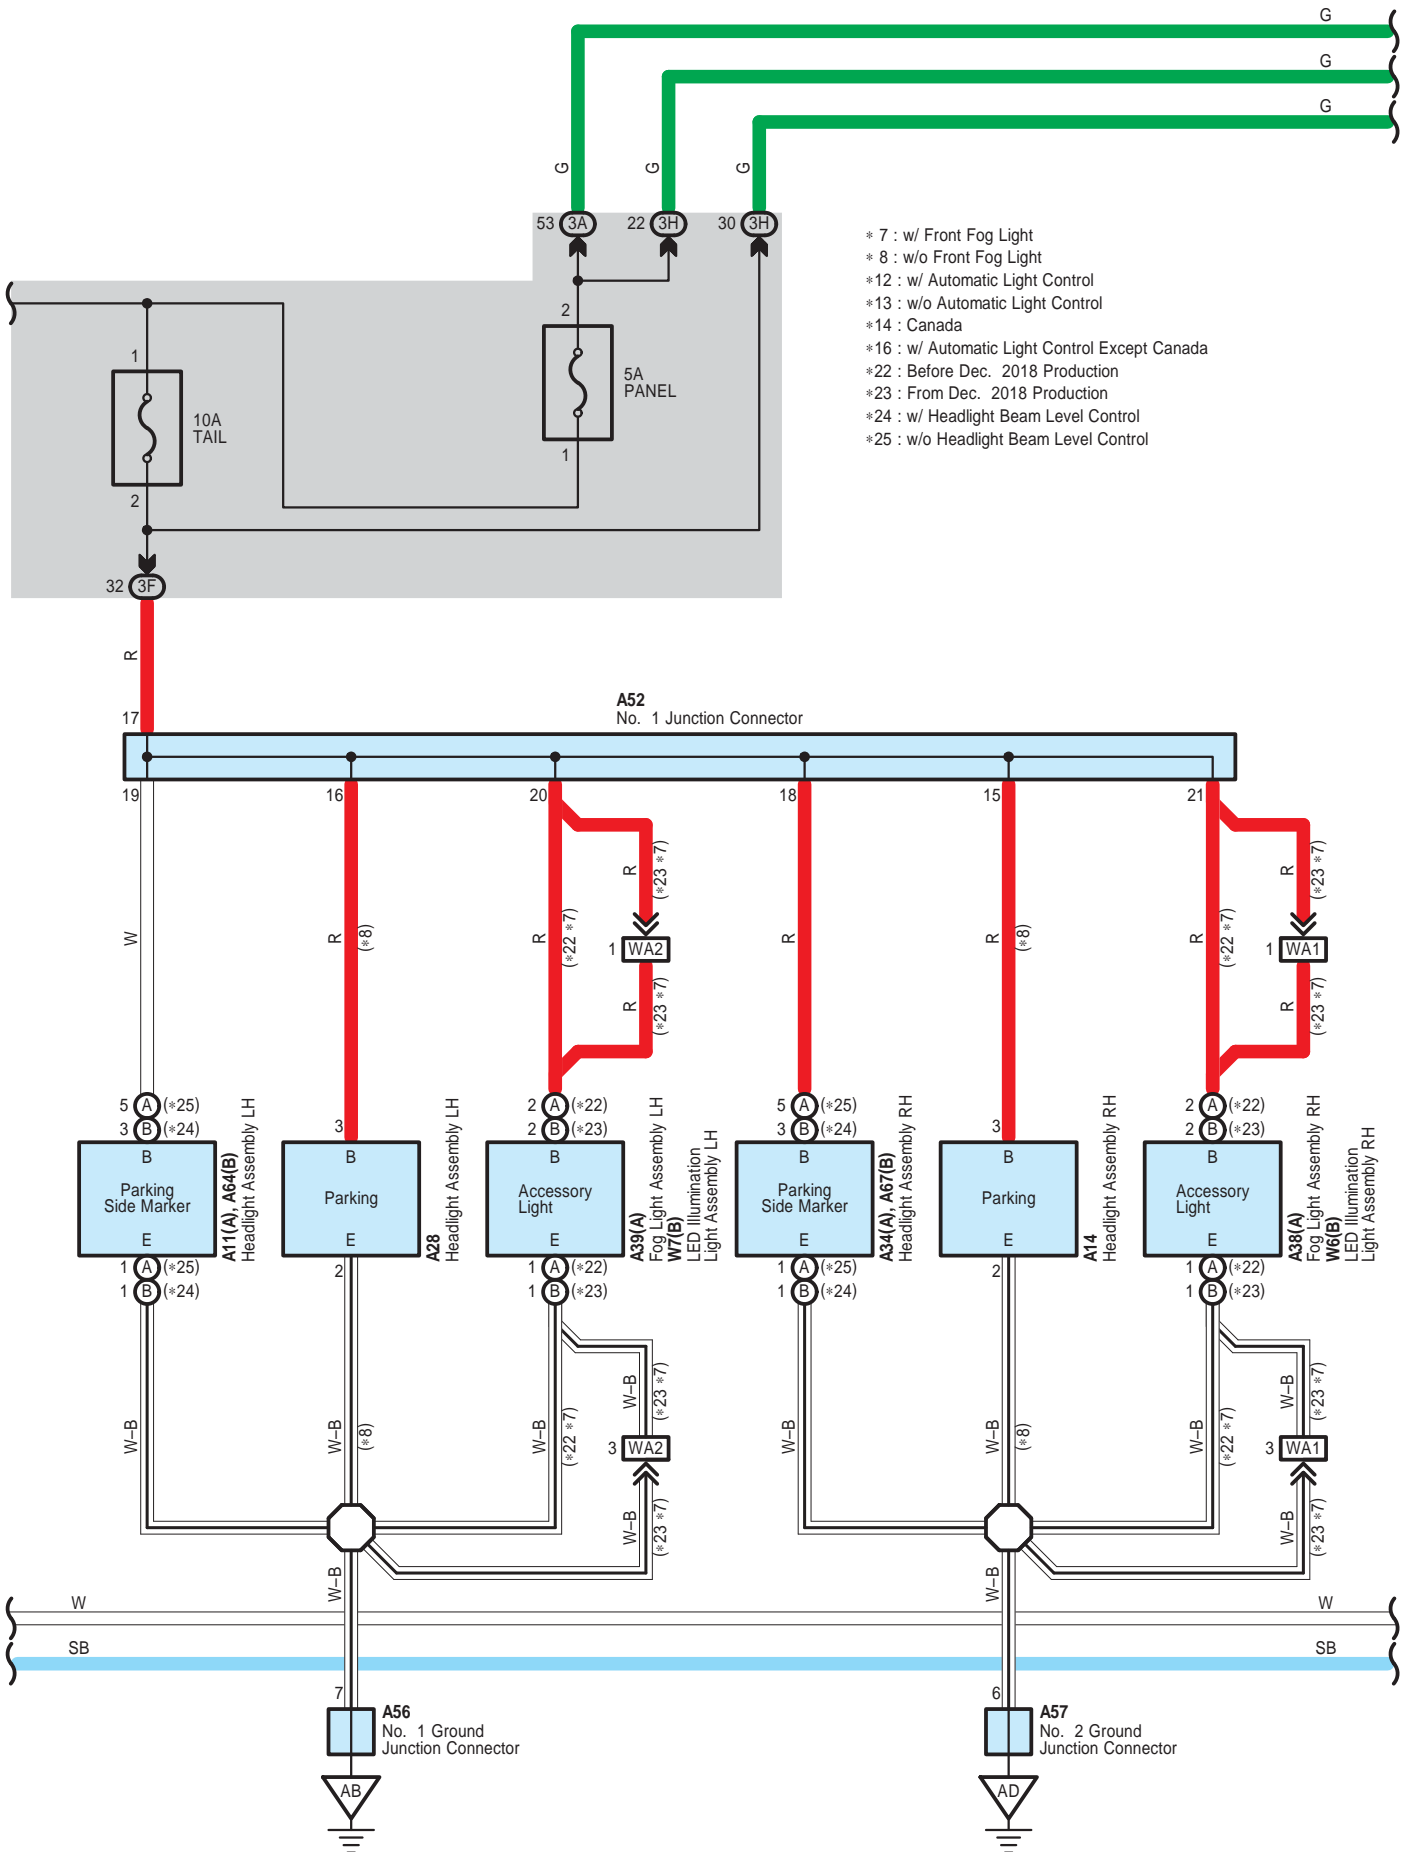 G
G
G
G
G
G
53 3A
22 3H
30 3H
∗ 7 : w/ Front Fog Light
∗ 8 : w/o Front Fog Light
∗12 : w/ Automatic Light Control
∗13 : w/o Automatic Light Control
∗14 : Canada
∗16 : w/ Automatic Light Control Except Canada
∗22 : Before Dec. 2018 Production
∗23 : From Dec. 2018 Production
∗24 : w/ Headlight Beam Level Control
∗25 : w/o Headlight Beam Level Control
2
5A
PANEL
1
1
10A
TAIL
2
32 3F
R
17
A52
No. 1 Junction Connector
19
16
20
18
15
21
W
R
(∗8)
R
(∗22 ∗7)
R
(∗23 ∗7)
1 WA2
R
(∗23 ∗7)
R
R
(∗8)
R
(∗22 ∗7)
R
(∗23 ∗7)
1 WA1
R
(∗23 ∗7)
5 A (∗25)
3 B (∗24)
B
Parking
Side Marker
E
1 A (∗25)
1 B (∗24)
A11(A), A64(B)
Headlight Assembly LH
3
B
Parking
E
2
A28
Headlight Assembly LH
2 A (∗22)
2 B (∗23)
B
Accessory
Light
E
1 A (∗22)
1 B (∗23)
A39(A)
Fog Light Assembly LH
W7(B)
LED Illumination
Light Assembly LH
5 A (∗25)
3 B (∗24)
B
Parking
Side Marker
E
1 A (∗25)
1 B (∗24)
A34(A), A67(B)
Headlight Assembly RH
3
B
Parking
E
2
A14
Headlight Assembly RH
2 A (∗22)
2 B (∗23)
B
Accessory
Light
E
1 A (∗22)
1 B (∗23)
A38(A)
Fog Light Assembly RH
W6(B)
LED Illumination
Light Assembly RH
W–B
W–B
(∗8)
W–B
(∗22 ∗7)
W–B
(∗23 ∗7)
3 WA2
W–B
(∗23 ∗7)
W–B
W–B
W–B
(∗8)
W–B
(∗22 ∗7)
W–B
(∗23 ∗7)
3 WA1
W–B
(∗23 ∗7)
W–B
W
W
SB
SB
7
A56
No. 1 Ground
Junction Connector
AB
6
A57
No. 2 Ground
Junction Connector
AD